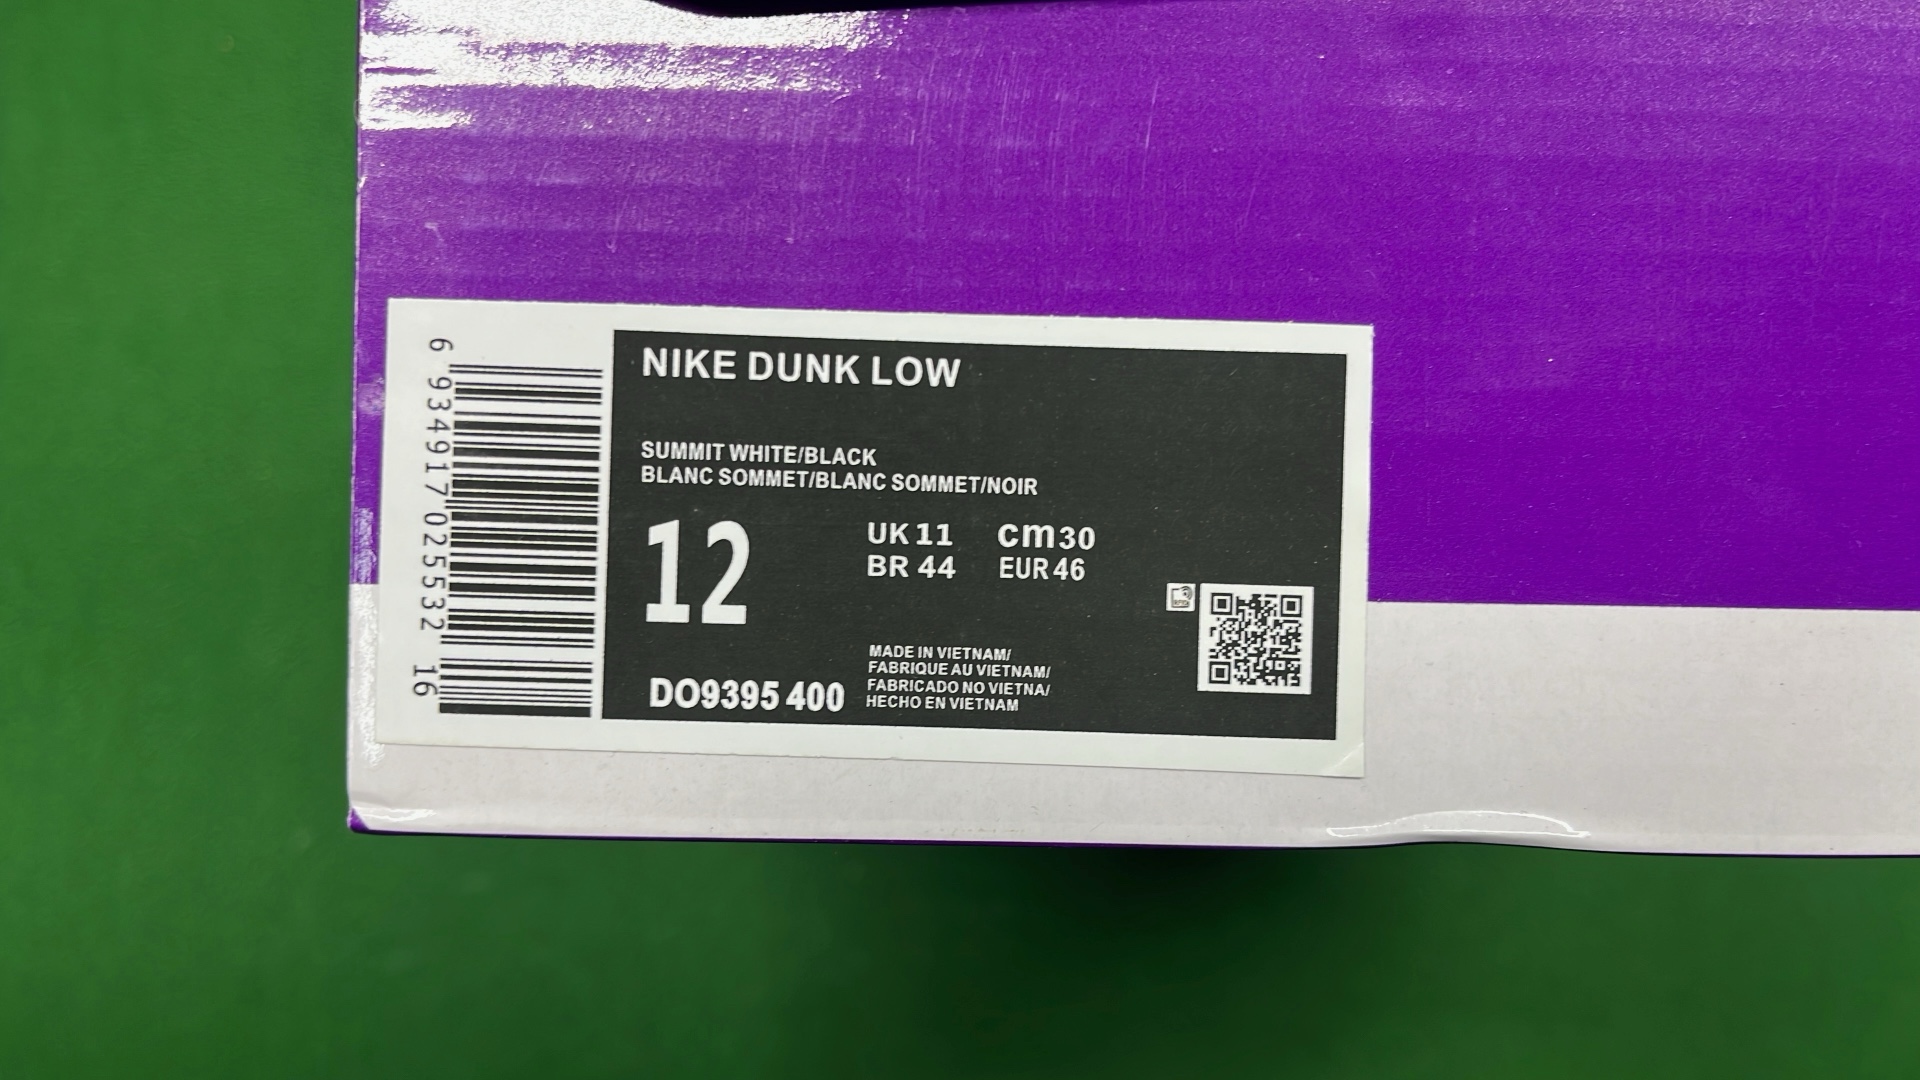 6 934917 025532 16
NIKE DUNK LOW
SUMMIT WHITE/BLACK
BLANC SOMMET/BLANC SOMMET/NOIR
12
UK 11 cm 30
BR 44 EUR 46
MADE IN VIETNAM/
FABRIQUE AU VIETNAM/
FABRICADO NO VIETNA/
HECHO EN VIETNAM
DO9395 400